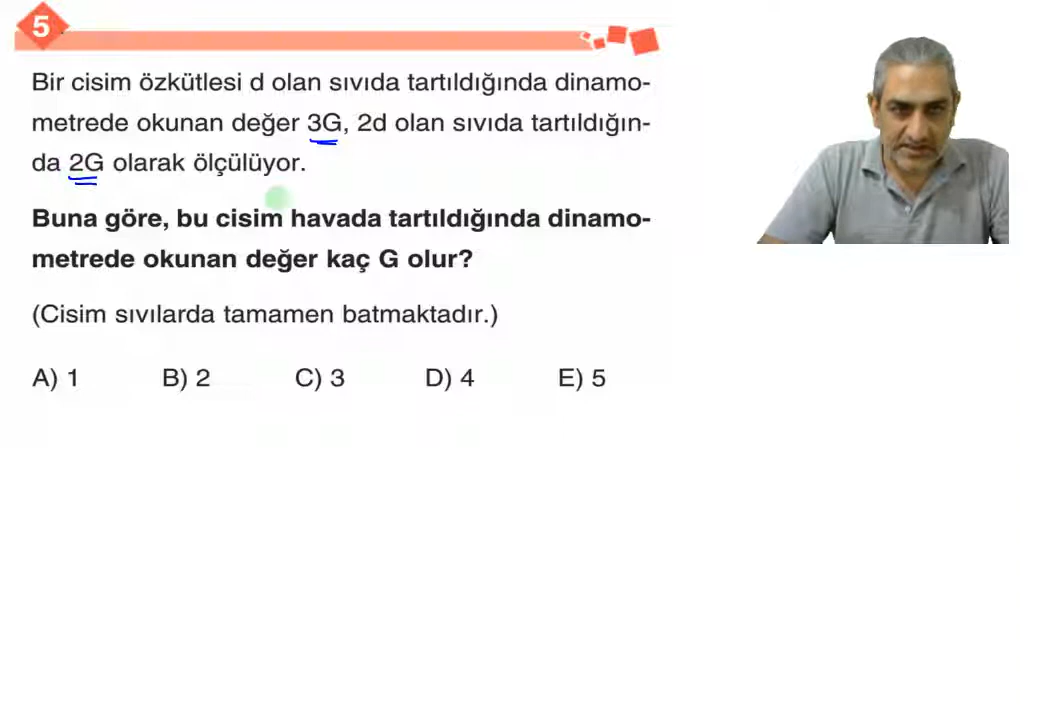 5
Bir cisim özkütlesi d olan sıvıda tartıldığında dinamo-
metrede okunan değer 3G, 2d olan sıvıda tartıldığın-
da 2G olarak ölçülüyor.
Buna göre, bu cisim havada tartıldığında dinamo-
metrede okunan değer kaç G olur?
(Cisim sıvılarda tamamen batmaktadır.)
A) 1 B) 2 C) 3 D) 4 E) 5